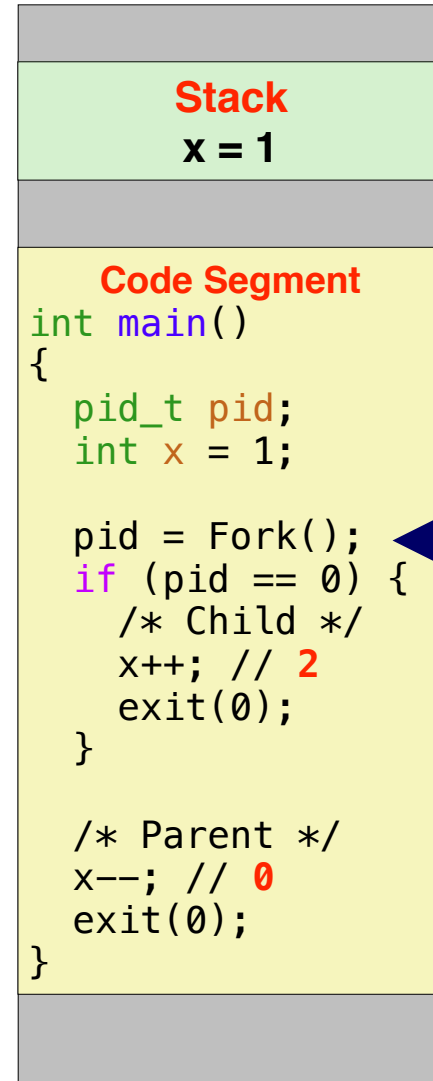 Stack
x = 1
Code Segment
int main()
{
  pid_t pid;
  int x = 1;

  pid = Fork();
  if (pid == 0) {
    /* Child */
    x++; // 2
    exit(0);
  }

  /* Parent */
  x--; // 0
  exit(0);
}